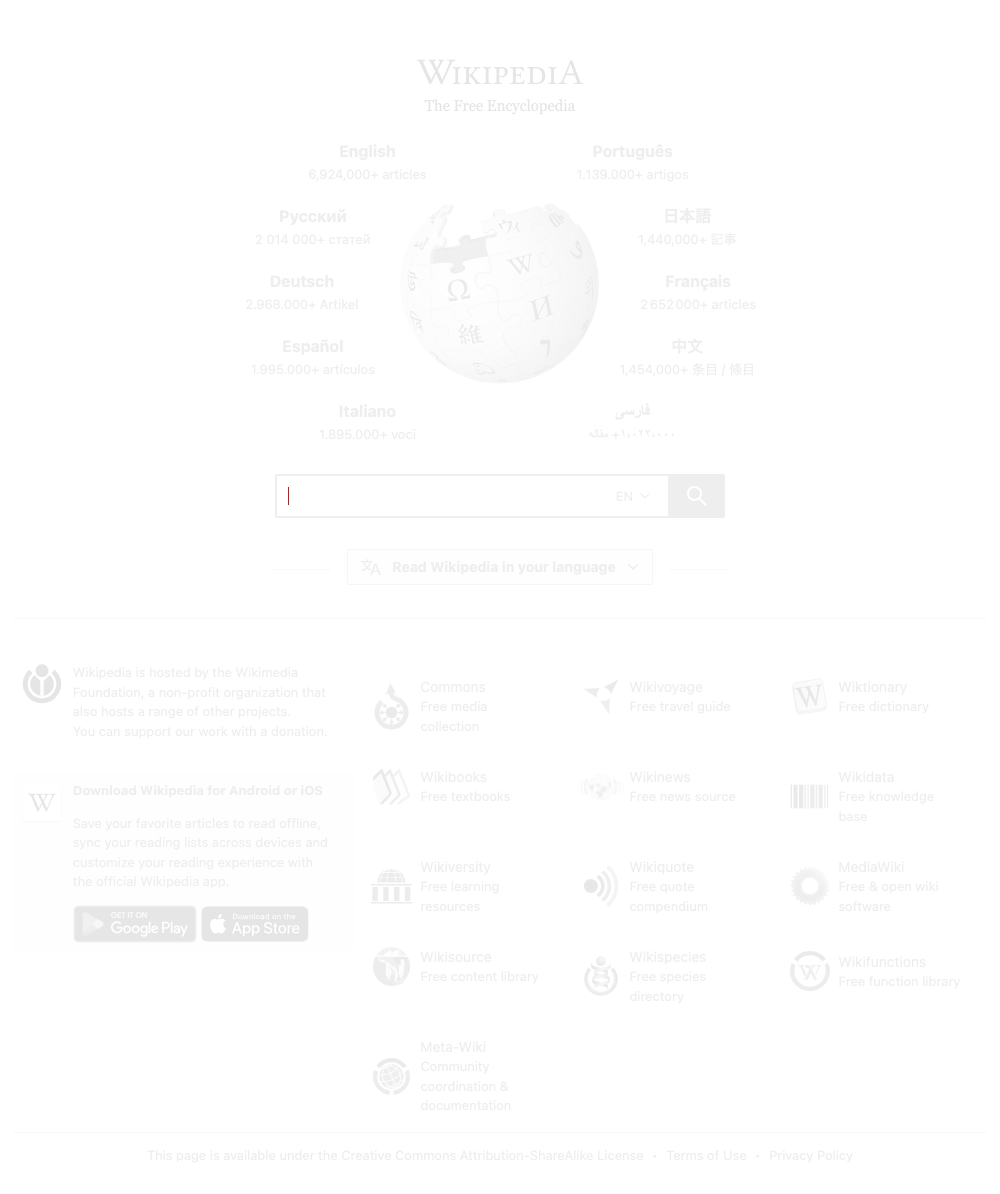 WIKIPEDIA
The Free Encyclopedia
English
6,924,000+ articles
Português
1.139.000+ artigos
Русский
2 014 000+ статей
日本語
1,440,000+ 記事
Deutsch
2.968.000+ Artikel
Français
2 652 000+ articles
Español
1.995.000+ artículos
中文
1,454,000+ 条目 / 條目
Italiano
1.895.000+ voci
فارسی
۱٬۰۲۲٬۰۰۰+ مقاله
Ω
W
И
維
ウィ
7
EN
Read Wikipedia in your language
Wikipedia is hosted by the Wikimedia
Foundation, a non-profit organization that
also hosts a range of other projects.
You can support our work with a donation.
W
Download Wikipedia for Android or iOS
Save your favorite articles to read offline,
sync your reading lists across devices and
customize your reading experience with
the official Wikipedia app.
GET IT ON
Google Play
Download on the
App Store
Commons
Free media
collection
Wikivoyage
Free travel guide
W
Wiktionary
Free dictionary
Wikibooks
Free textbooks
Wikinews
Free news source
Wikidata
Free knowledge
base
Wikiversity
Free learning
resources
Wikiquote
Free quote
compendium
MediaWiki
Free & open wiki
software
Wikisource
Free content library
Wikispecies
Free species
directory
W
Wikifunctions
Free function library
Meta-Wiki
Community
coordination &
documentation
This page is available under the Creative Commons Attribution-ShareAlike License • Terms of Use • Privacy Policy